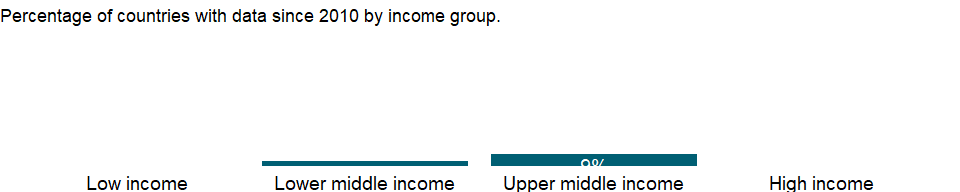 Percentage of countries with data since 2010 by income group.
Low income Lower middle income Upper middle income High income